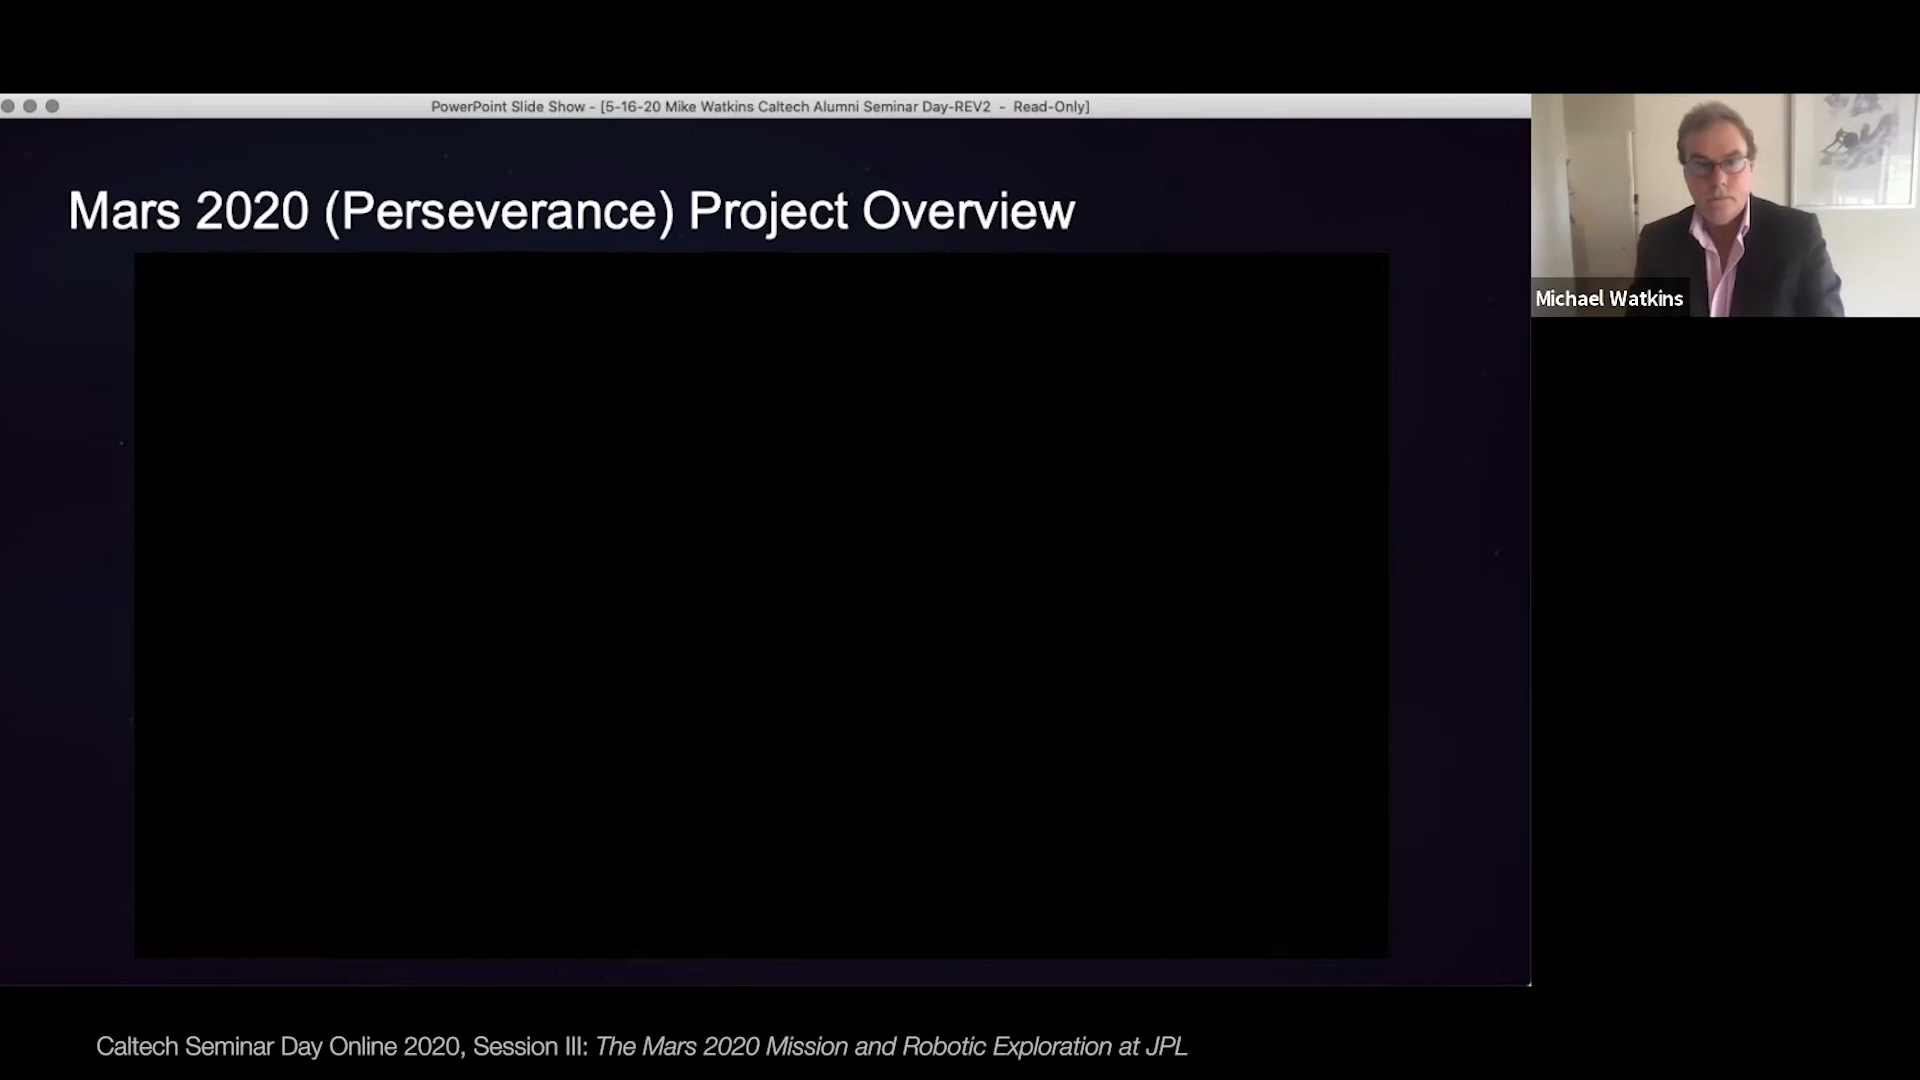 PowerPoint Slide Show - [5-16-20 Mike Watkins Caltech Alumni Seminar Day-REV2 - Read-Only]
Mars 2020 (Perseverance) Project Overview
Michael Watkins
Caltech Seminar Day Online 2020, Session III: The Mars 2020 Mission and Robotic Exploration at JPL